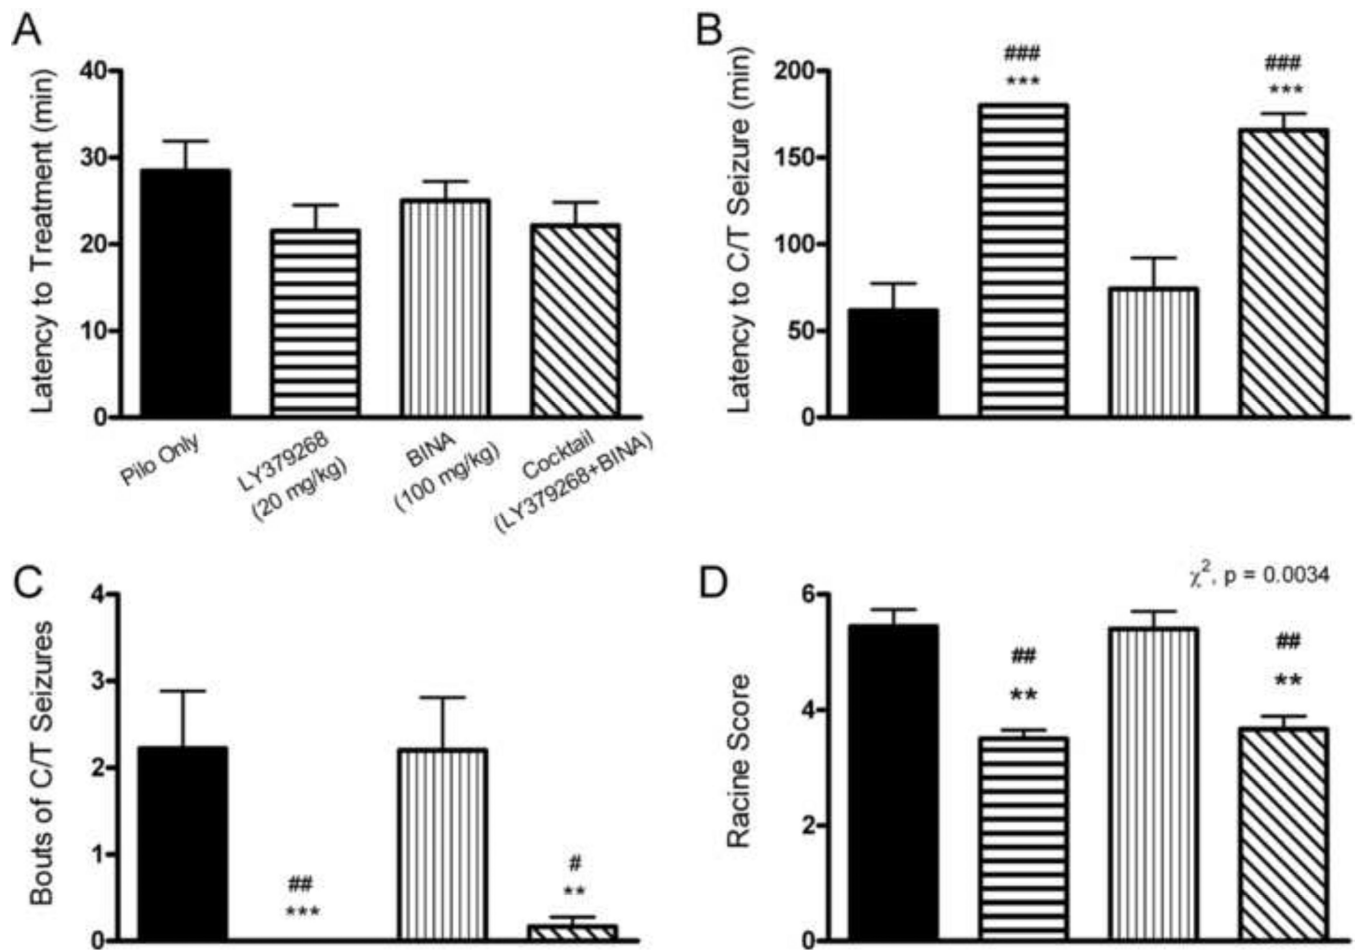 A
Latency to Treatment (min)
40
30
20
10
0
Pilo Only
LY379268
(20 mg/kg)
BINA
(100 mg/kg)
Cocktail
(LY379268+BINA)
B
Latency to C/T Seizure (min)
200
150
100
50
0
###
***
###
***
C
Bouts of C/T Seizures
4
3
2
1
0
##
***
#
**
D
χ², p = 0.0034
Racine Score
6
4
2
0
##
**
##
**